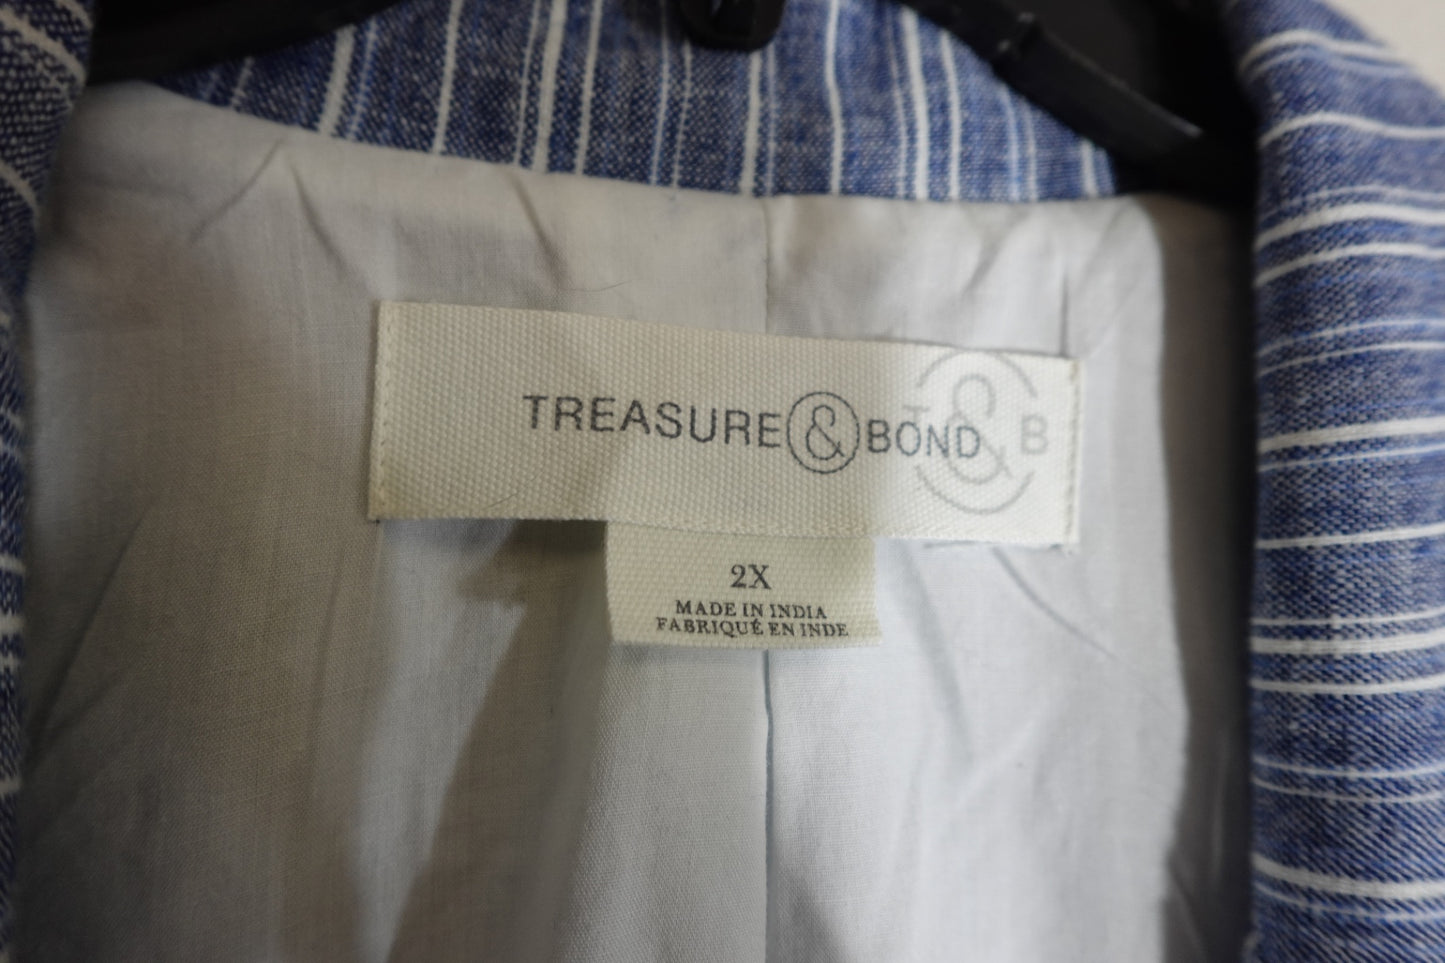 TREASURE & BOND
T & B
2X
MADE IN INDIA
FABRIQUÉ EN INDE